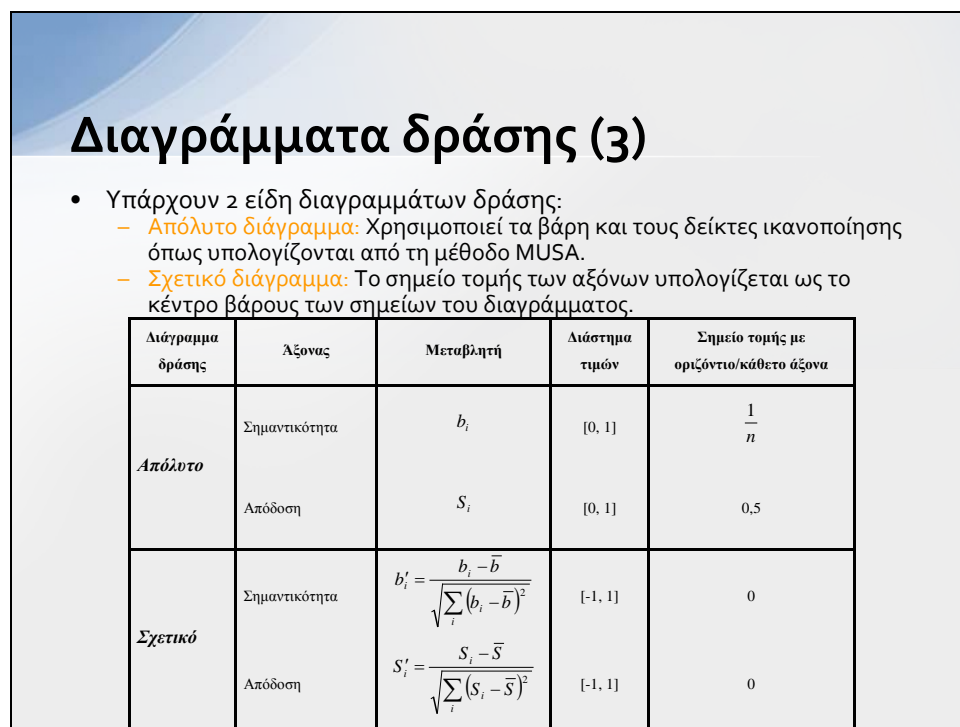 Διαγράμματα δράσης (3)
• Υπάρχουν 2 είδη διαγραμμάτων δράσης:
– Απόλυτο διάγραμμα: Χρησιμοποιεί τα βάρη και τους δείκτες ικανοποίησης
όπως υπολογίζονται από τη μέθοδο MUSA.
– Σχετικό διάγραμμα: Το σημείο τομής των αξόνων υπολογίζεται ως το
κέντρο βάρους των σημείων του διαγράμματος.
Διάγραμμα δράσης | Άξονας | Μεταβλητή | Διάστημα τιμών | Σημείο τομής με οριζόντιο/κάθετο άξονα
Απόλυτο | Σημαντικότητα | b_i | [0, 1] | 1/n
Απόδοση | S_i | [0, 1] | 0,5
Σχετικό | Σημαντικότητα | b′_i = (b_i − b̅) / √(∑_i (b_i − b̅)²) | [-1, 1] | 0
Απόδοση | S′_i = (S_i − S̅) / √(∑_i (S_i − S̅)²) | [-1, 1] | 0